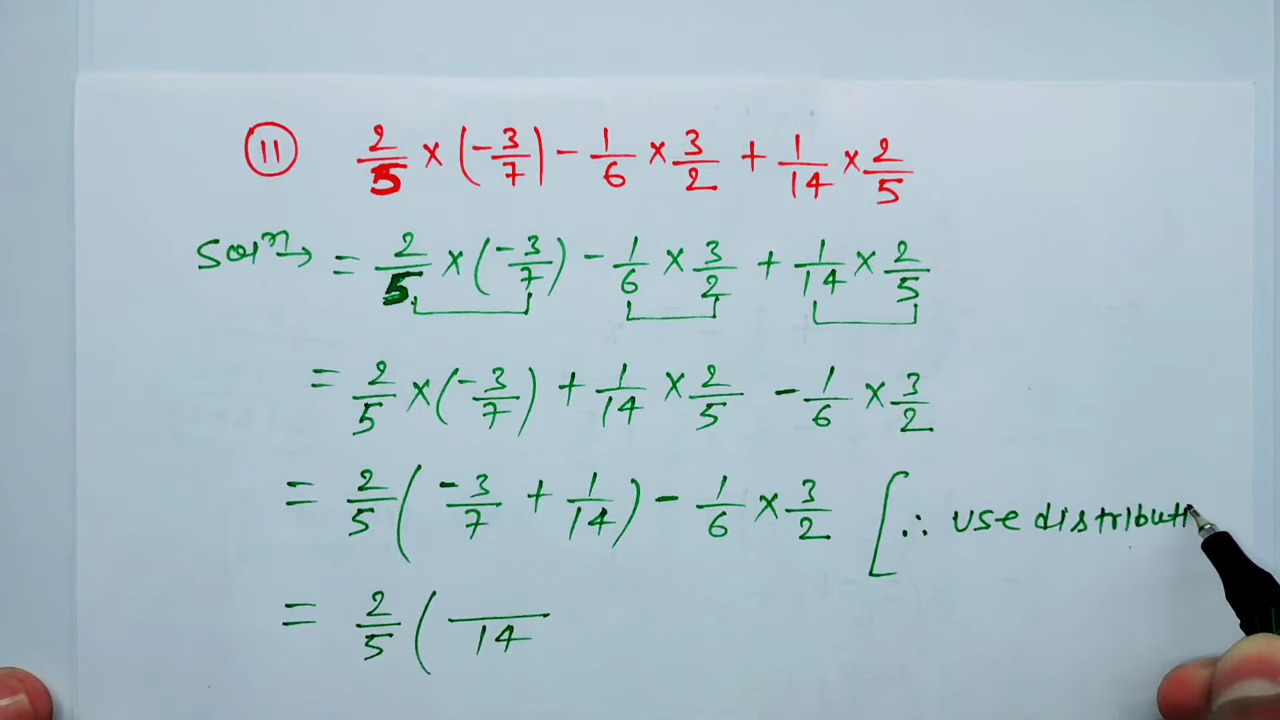 11 2/5 × (-3/7) - 1/6 × 3/2 + 1/14 × 2/5
Solⁿ→ = 2/5 × (-3/7) - 1/6 × 3/2 + 1/14 × 2/5
= 2/5 × (-3/7) + 1/14 × 2/5 - 1/6 × 3/2
= 2/5 ( -3/7 + 1/14 ) - 1/6 × 3/2 [∴ use distributi
= 2/5 ( /14